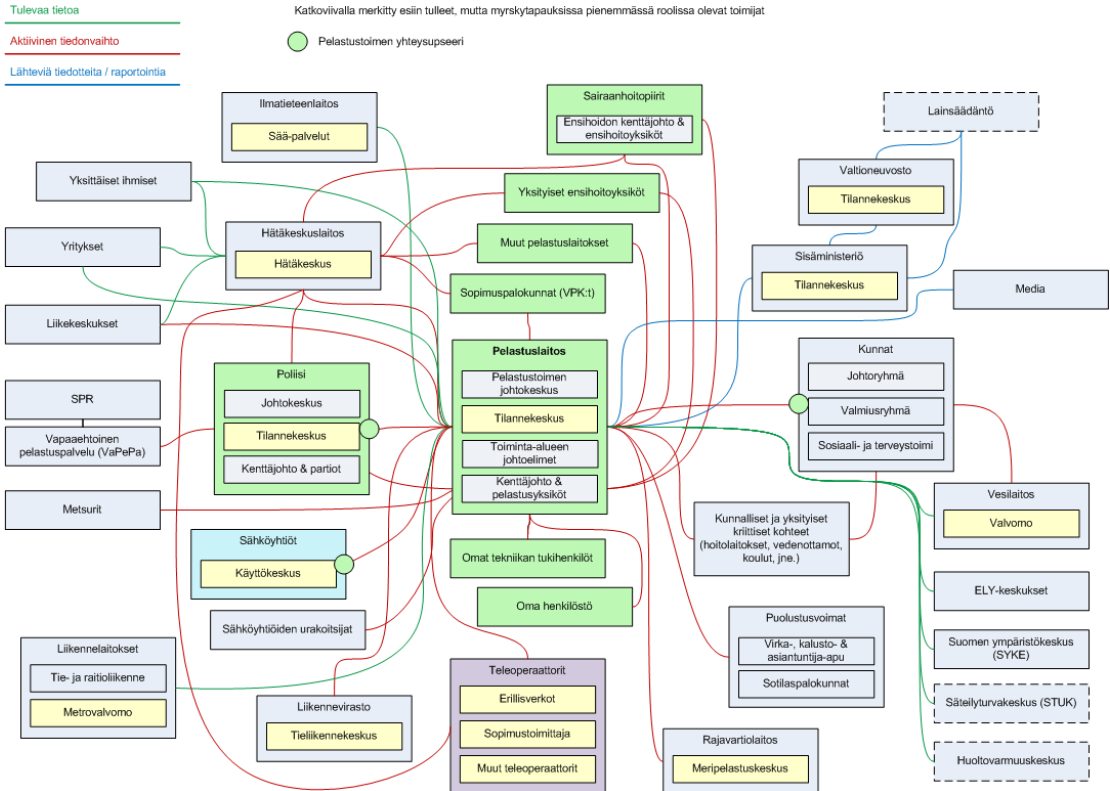 Tulevaa tietoa
Katkoviivalla merkitty esiin tulleet, mutta myrskytapauksissa pienemmässä roolissa olevat toimijat
Aktiivinen tiedonvaihto
Pelastustoimen yhteysupseeri
Lähteviä tiedotteita / raportointia
Ilmatieteenlaitos
Sää-palvelut
Sairaanhoitopiirit
Ensihoidon kenttäjohto &
ensihoitoyksiköt
Lainsäädäntö
Yksittäiset ihmiset
Yksityiset ensihoitoyksiköt
Valtioneuvosto
Tilannekeskus
Yritykset
Hätäkeskuslaitos
Hätäkeskus
Muut pelastuslaitokset
Sisäministeriö
Tilannekeskus
Sopimuspalokunnat (VPK:t)
Media
Liikekeskukset
Pelastuslaitos
Pelastustoimen
johtokeskus
Tilannekeskus
Toiminta-alueen
johtoelimet
Kenttäjohto &
pelastusyksiköt
Kunnat
Johtoryhmä
Valmiusryhmä
Sosiaali- ja terveystoimi
Poliisi
Johtokeskus
Tilannekeskus
Kenttäjohto & partiot
SPR
Vapaaehtoinen
pelastuspalvelu (VaPePa)
Metsurit
Vesilaitos
Valvomo
Kunnalliset ja yksityiset
kriittiset kohteet
(hoitolaitokset, vedenottamot,
koulut, jne.)
Sähköyhtiöt
Käyttökeskus
Omat tekniikan tukihenkilöt
ELY-keskukset
Oma henkilöstö
Sähköyhtiöiden urakoitsijat
Puolustusvoimat
Virka-, kalusto- &
asiantuntija-apu
Sotilaspalokunnat
Suomen ympäristökeskus
(SYKE)
Liikennelaitokset
Tie- ja raitioliikenne
Metrovalvomo
Teleoperaattorit
Erillisverkot
Sopimustoimittaja
Muut teleoperaattorit
Säteilyturvakeskus (STUK)
Liikennevirasto
Tieliikennekeskus
Rajavartiolaitos
Meripelastuskeskus
Huoltovarmuuskeskus